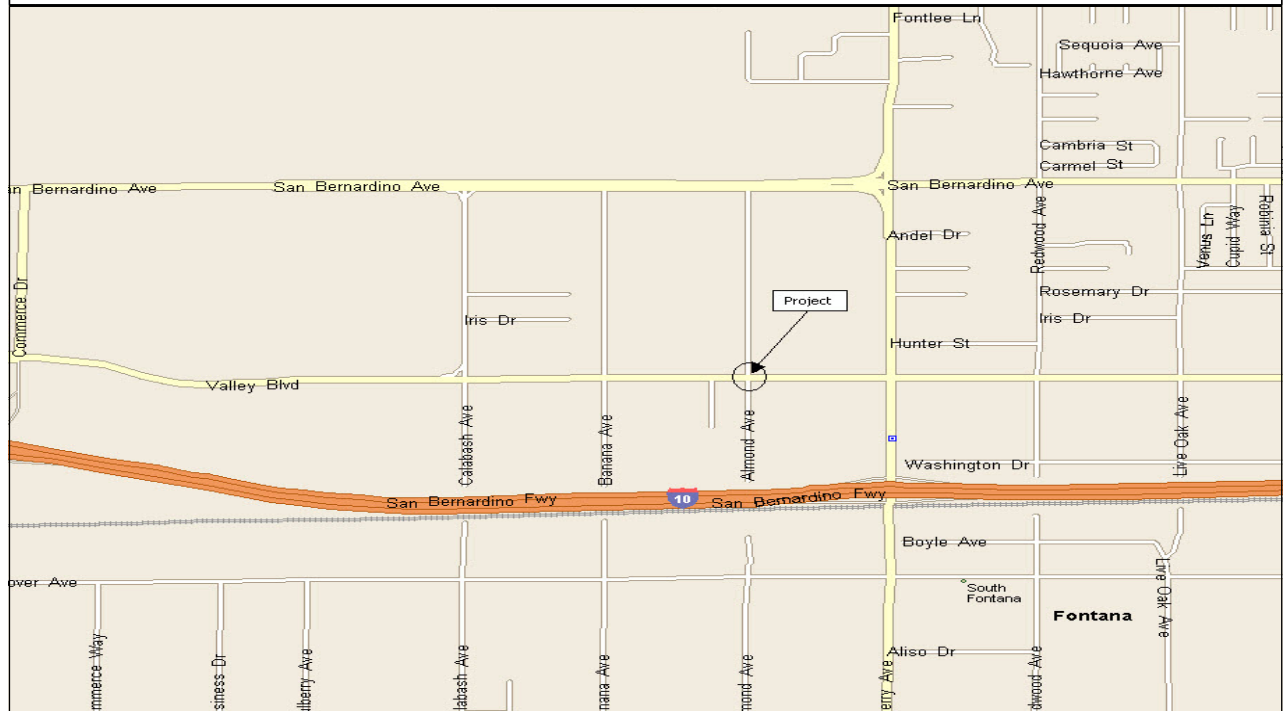 Fontlee Ln
Sequoia Ave
Hawthorne Ave
Cambria St
Carmel St
n Bernardino Ave
San Bernardino Ave
San Bernardino Ave
Redwood Ave
Venus Ln
Cupid Way
Robinia St
Andel Dr
Commerce Dr
Project
Rosemary Dr
Iris Dr
Iris Dr
Hunter St
Valley Blvd
Calabash Ave
Banana Ave
Almond Ave
Live Oak Ave
Washington Dr
San Bernardino Fwy
10
San Bernardino Fwy
Boyle Ave
over Ave
South
Fontana
Fontana
Live Oak Ave
Aliso Dr
mmerce Way
siness Dr
lberry Ave
labash Ave
nana Ave
mond Ave
erry Ave
dwood Ave